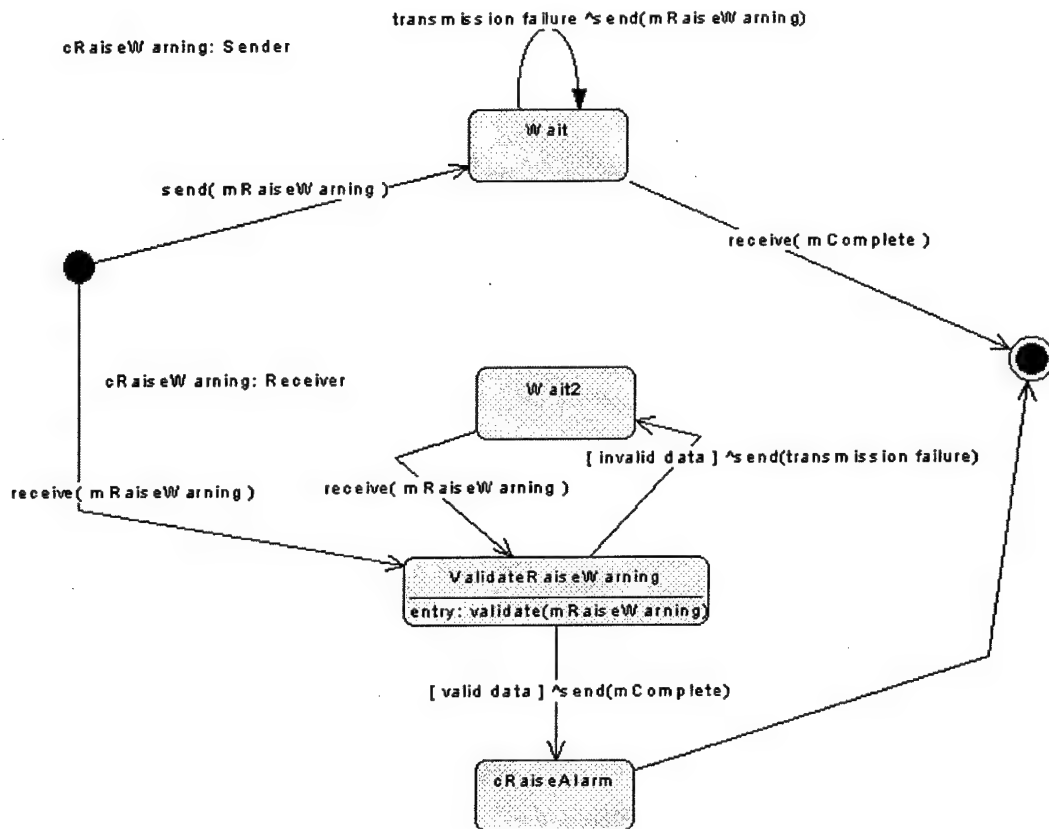 transmission failure ^send(mRaiseWarning)
cRaiseWarning: Sender
Wait
send( mRaiseWarning )
receive( mComplete )
cRaiseWarning: Receiver
Wait2
[ invalid data ] ^send(transmission failure)
receive( mRaiseWarning )
receive( mRaiseWarning )
ValidateRaiseWarning
entry: validate(mRaiseWarning)
[ valid data ] ^send(mComplete)
cRaiseAlarm